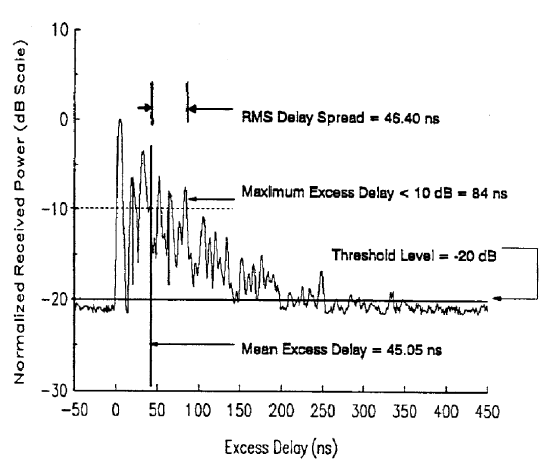 Normalized Received Power (dB Scale)
10
0
-10
-20
-30
RMS Delay Spread = 46.40 ns
Maximum Excess Delay < 10 dB = 84 ns
Threshold Level = -20 dB
Mean Excess Delay = 45.05 ns
-50 0 50 100 150 200 250 300 350 400 450
Excess Delay (ns)